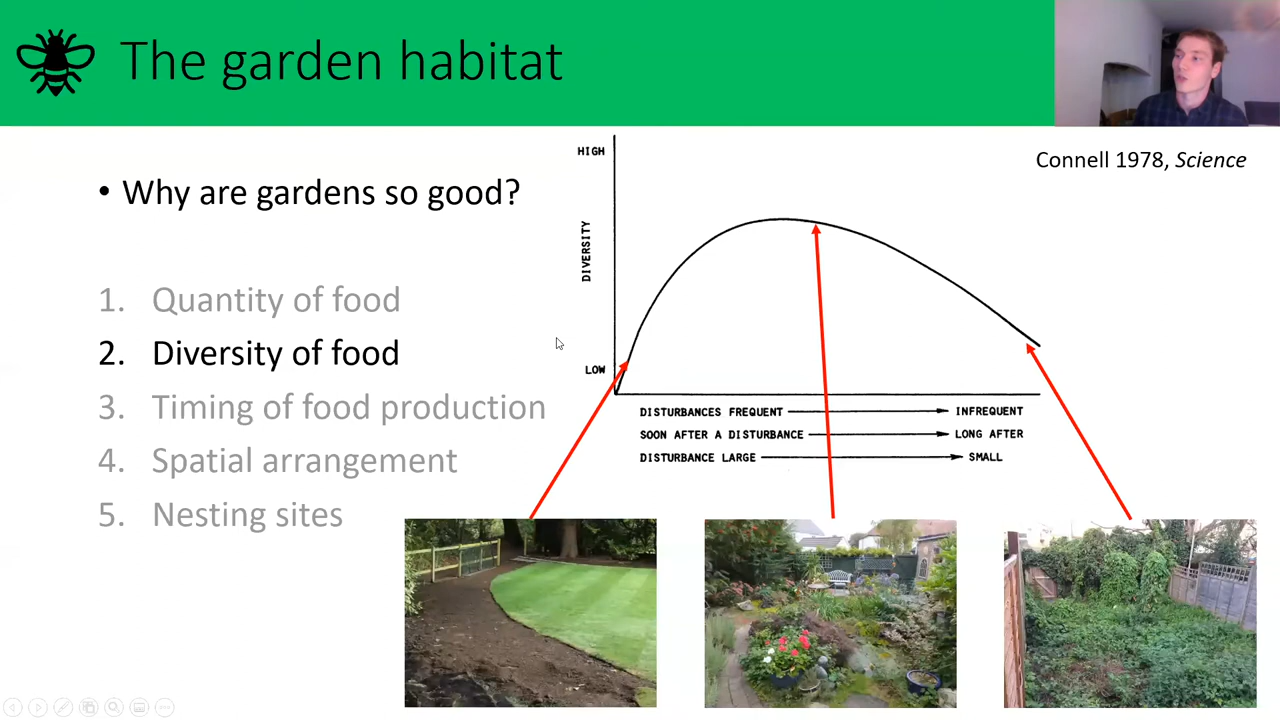 The garden habitat
Connell 1978, Science
• Why are gardens so good?
1. Quantity of food
2. Diversity of food
3. Timing of food production
4. Spatial arrangement
5. Nesting sites
HIGH
DIVERSITY
LOW
DISTURBANCES FREQUENT INFREQUENT
SOON AFTER A DISTURBANCE LONG AFTER
DISTURBANCE LARGE SMALL